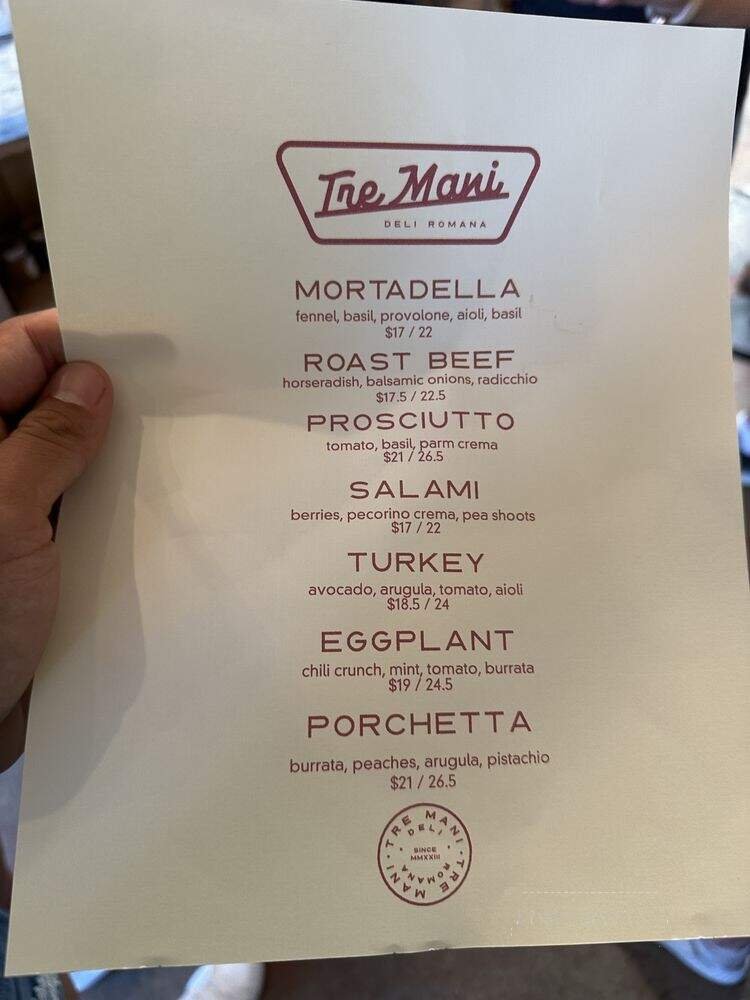 Tre Mani
DELI ROMANA
MORTADELLA
fennel, basil, provolone, aioli, basil
$17 / 22
ROAST BEEF
horseradish, balsamic onions, radicchio
$17.5 / 22.5
PROSCIUTTO
tomato, basil, parm crema
$21 / 26.5
SALAMI
berries, pecorino crema, pea shoots
$17 / 22
TURKEY
avocado, arugula, tomato, aioli
$18.5 / 24
EGGPLANT
chili crunch, mint, tomato, burrata
$19 / 24.5
PORCHETTA
burrata, peaches, arugula, pistachio
$21 / 26.5
TRE MANI · TRE MANI ·
DELI · ROMANA ·
SINCE
MMXXIII